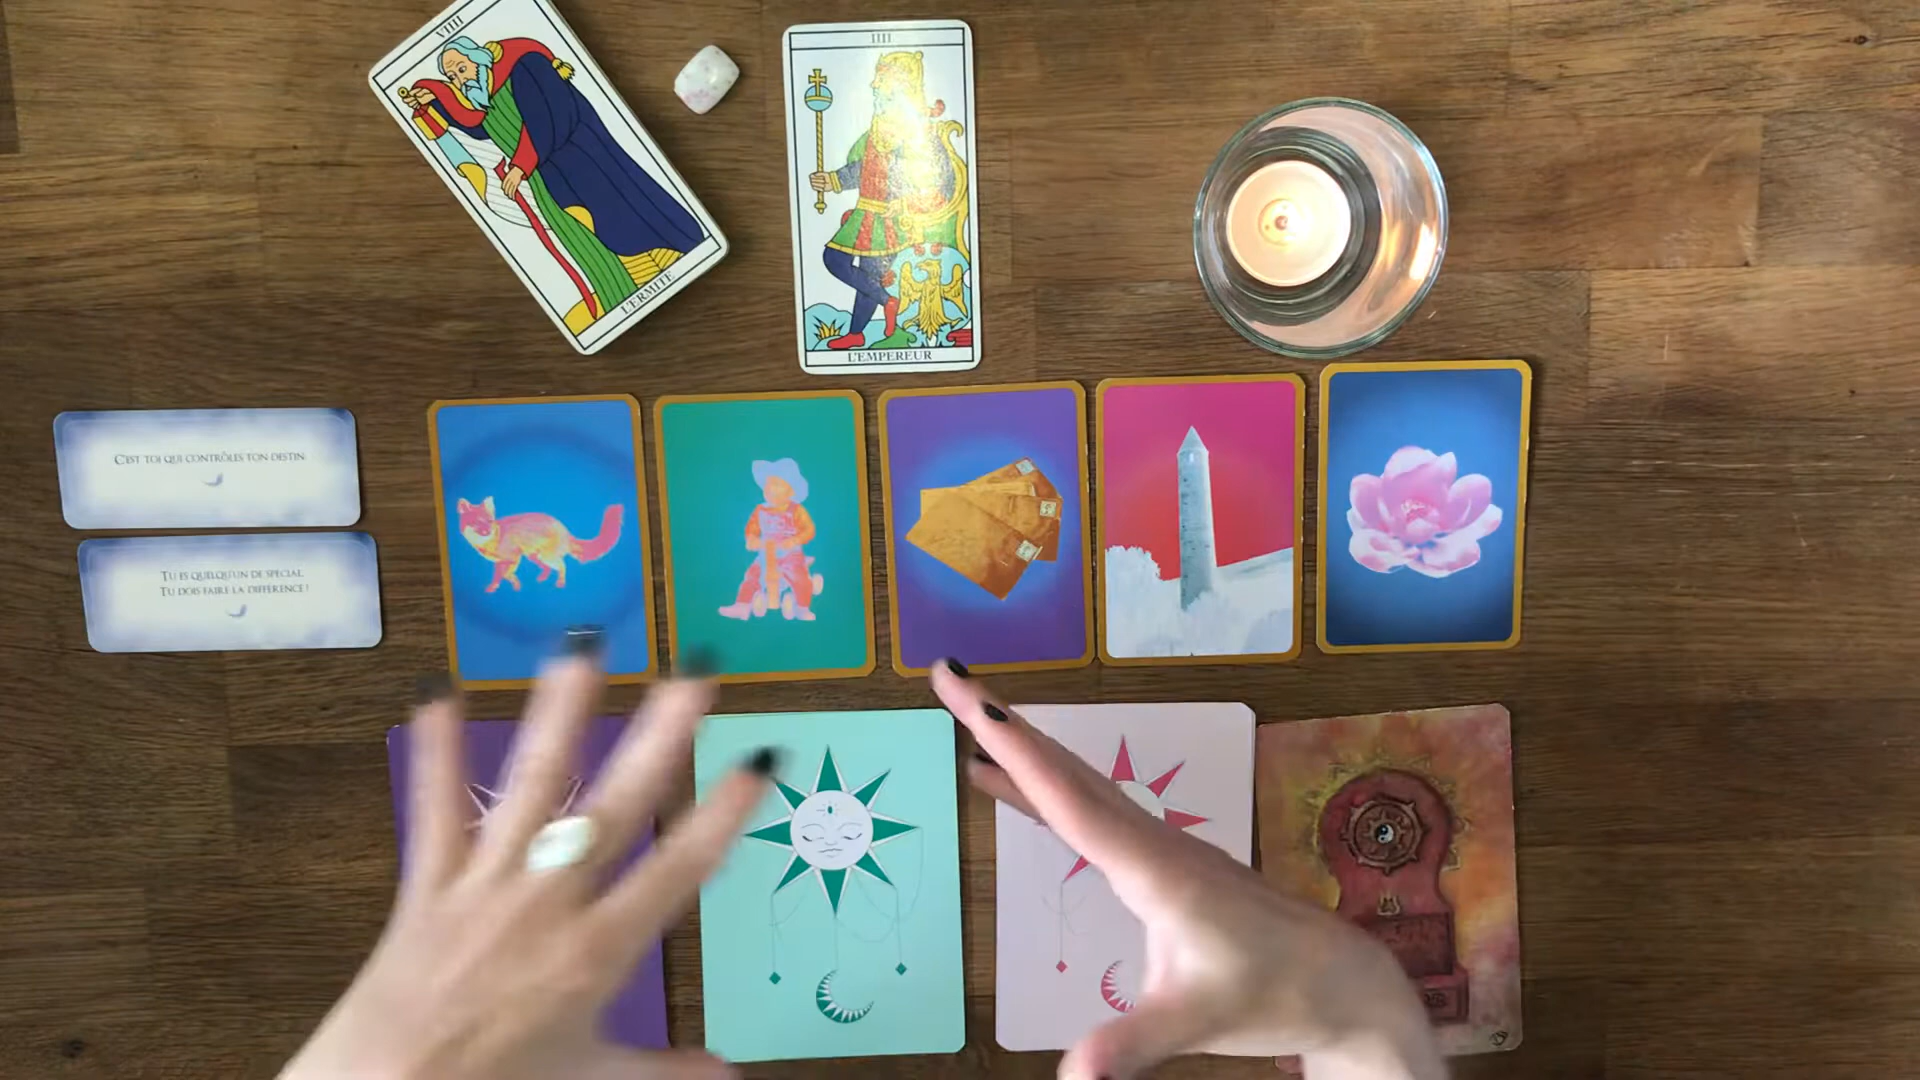 VIIII
L'ERMITE
IIII
L'EMPEREUR
C'EST TOI QUI CONTRÔLES TON DESTIN.
TU ES QUELQU'UN DE SPÉCIAL.
TU DOIS FAIRE LA DIFFÉRENCE !